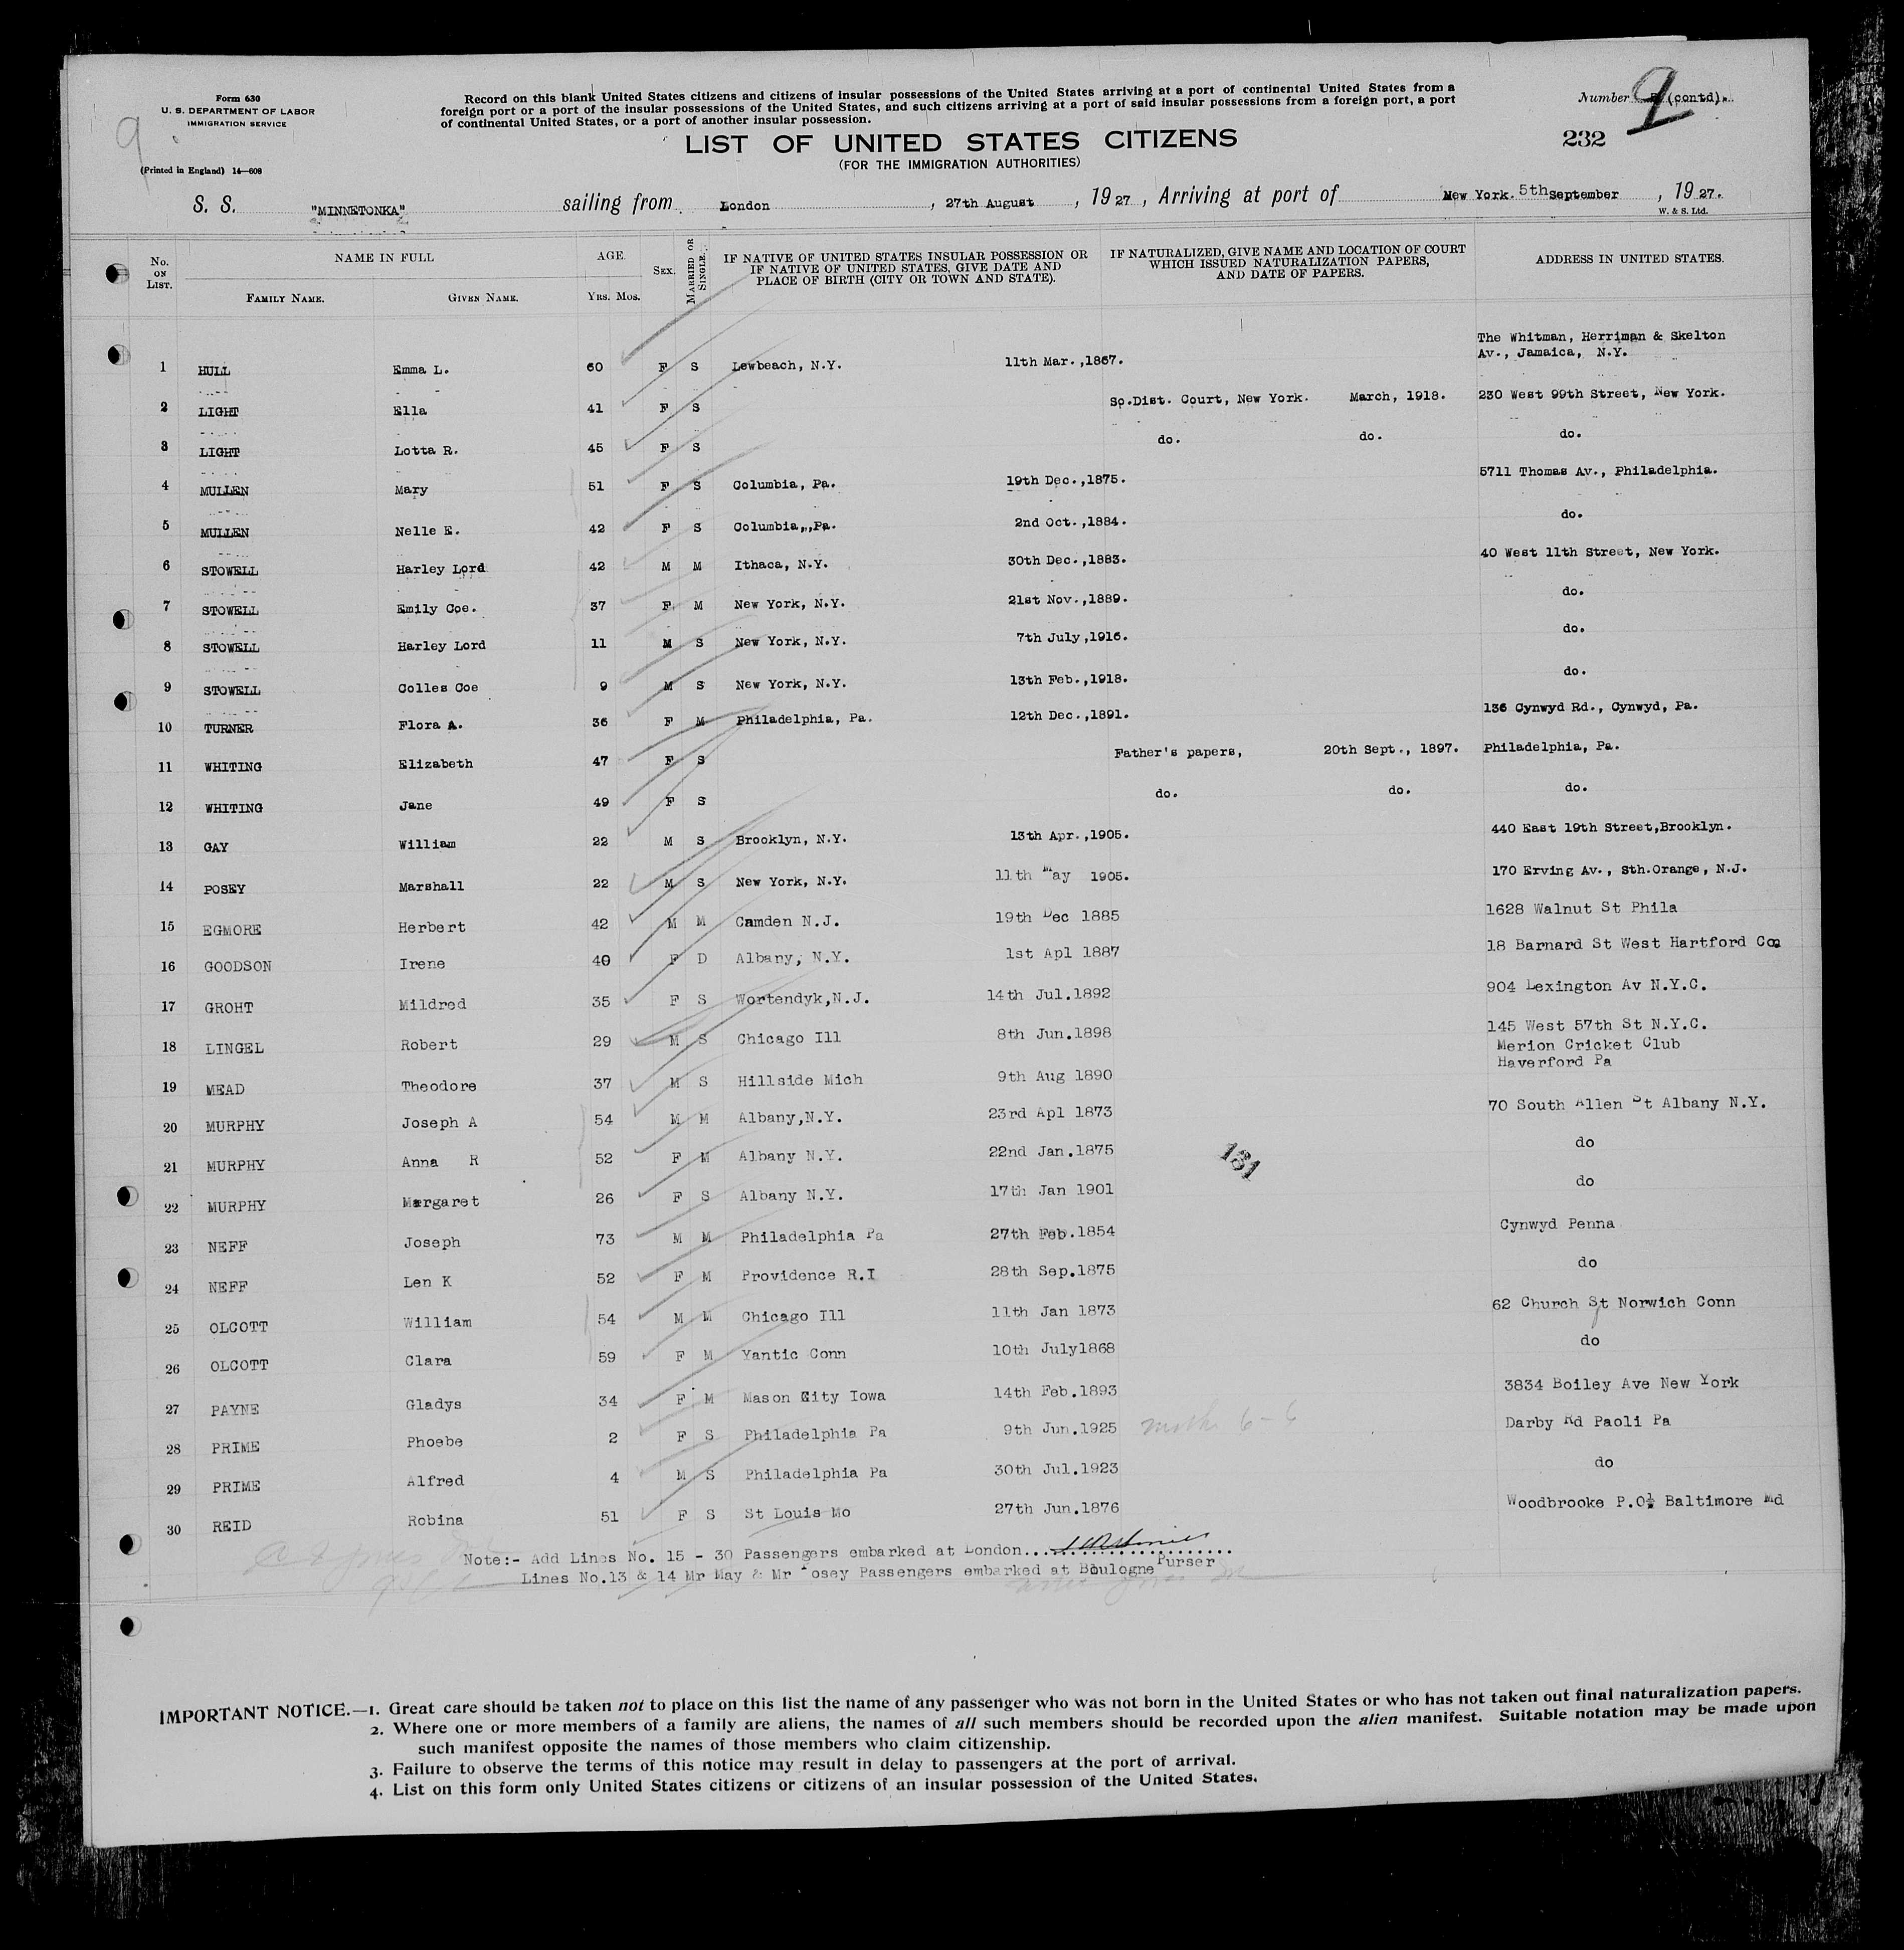 Form 630
U. S. DEPARTMENT OF LABOR
IMMIGRATION SERVICE
(Printed in England) 14—608
9
Record on this blank United States citizens and citizens of insular possessions of the United States arriving at a port of continental United States from a
foreign port or a port of the insular possessions of the United States, and such citizens arriving at a port of said insular possessions from a foreign port, a port
of continental United States, or a port of another insular possession.
Number 9 (contd).
232
LIST OF UNITED STATES CITIZENS
(FOR THE IMMIGRATION AUTHORITIES)
S. S. "MINNETONKA" sailing from London, 27th August, 1927, Arriving at port of New York. 5th September, 1927.
W. & S. Ltd.
No. ON LIST. NAME IN FULL FAMILY NAME. GIVEN NAME. AGE. YRS. MOS. SEX. MARRIED OR SINGLE. IF NATIVE OF UNITED STATES INSULAR POSSESSION OR IF NATIVE OF UNITED STATES, GIVE DATE AND PLACE OF BIRTH (CITY OR TOWN AND STATE). IF NATURALIZED, GIVE NAME AND LOCATION OF COURT WHICH ISSUED NATURALIZATION PAPERS, AND DATE OF PAPERS. ADDRESS IN UNITED STATES.
1 HULL Emma L. 60 F S Lewbeach, N.Y. 11th Mar.,1867. The Whitman, Herriman & Skelton Av., Jamaica, N.Y.
2 LIGHT Ella 41 F S So.Dist. Court, New York. March, 1918. 230 West 99th Street, New York.
3 LIGHT Lotta R. 45 F S do. do. do.
4 MULLEN Mary 51 F S Columbia, Pa. 19th Dec.,1875. 5711 Thomas Av., Philadelphia.
5 MULLEN Nelle E. 42 F S Columbia,,Pa. 2nd Oct.,1884. do.
6 STOWELL Harley Lord 42 M M Ithaca, N.Y. 30th Dec.,1883. 40 West 11th Street, New York.
7 STOWELL Emily Coe. 37 F. M New York, N.Y. 21st Nov.,1889. do.
8 STOWELL Harley Lord 11 M S New York, N.Y. 7th July,1916. do.
9 STOWELL Colles Coe 9 M S New York, N.Y. 13th Feb.,1918. do.
10 TURNER Flora A. 36 F M Philadelphia, Pa. 12th Dec.,1891. 136 Cynwyd Rd., Cynwyd, Pa.
11 WHITING Elizabeth 47 F S Father's papers, 20th Sept., 1897. Philadelphia, Pa.
12 WHITING Jane 49 F S do. do. do.
13 GAY William 22 M S Brooklyn, N.Y. 13th Apr.,1905. 440 East 19th Street,Brooklyn.
14 POSEY Marshall 22 M S New York, N.Y. 11th May 1905. 170 Erving Av., Sth.Orange, N.J.
15 EGMORE Herbert 42 M M Camden N.J. 19th Dec 1885 1628 Walnut St Phila
16 GOODSON Irene 40 F D Albany, N.Y. 1st Apl 1887 18 Barnard St West Hartford Con
17 GROHT Mildred 35 F S Wortendyk,N.J. 14th Jul.1892 904 Lexington Av N.Y.C.
18 LINGEL Robert 29 M S Chicago Ill 8th Jun.1898 145 West 57th St N.Y.C.
19 MEAD Theodore 37 M S Hillside Mich 9th Aug 1890 Merion Cricket Club Haverford Pa
20 MURPHY Joseph A 54 M M Albany,N.Y. 23rd Apl 1873 70 South Allen St Albany N.Y.
21 MURPHY Anna R 52 F M Albany N.Y. 22nd Jan.1875 do
131
22 MURPHY Margaret 26 F S Albany N.Y. 17th Jan 1901 do
23 NEFF Joseph 73 M M Philadelphia Pa 27th Feb.1854 Cynwyd Penna
24 NEFF Len K 52 F M Providence R.I 28th Sep.1875 do
25 OLCOTT William 54 M M Chicago Ill 11th Jan 1873 62 Church St Norwich Conn
26 OLCOTT Clara 59 F M Yantic Conn 10th July1868 do
27 PAYNE Gladys 34 F M Mason City Iowa 14th Feb.1893 3834 Boiley Ave New York
28 PRIME Phoebe 2 F S Philadelphia Pa 9th Jun.1925 Darby Rd Paoli Pa
29 PRIME Alfred 4 M S Philadelphia Pa 30th Jul.1923 do
30 REID Robina 51 F S St Louis Mo 27th Jun.1876 Woodbrooke P.O. Baltimore Md
Note:- Add Lines No. 15 - 30 Passengers embarked at London
Purser
Lines No.13 & 14 Mr May & Mr Posey Passengers embarked at Boulogne
IMPORTANT NOTICE.—1. Great care should be taken not to place on this list the name of any passenger who was not born in the United States or who has not taken out final naturalization papers.
2. Where one or more members of a family are aliens, the names of all such members should be recorded upon the alien manifest. Suitable notation may be made upon
such manifest opposite the names of those members who claim citizenship.
3. Failure to observe the terms of this notice may result in delay to passengers at the port of arrival.
4. List on this form only United States citizens or citizens of an insular possession of the United States.